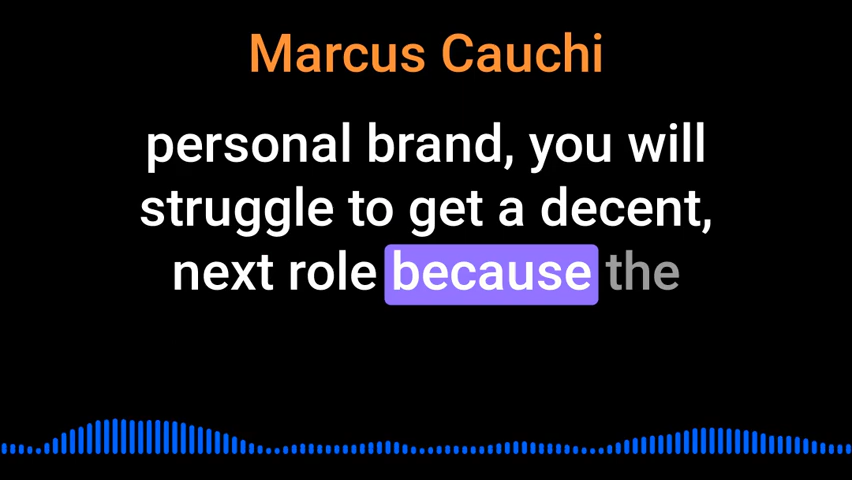 Marcus Cauchi
personal brand, you will
struggle to get a decent,
next role because the